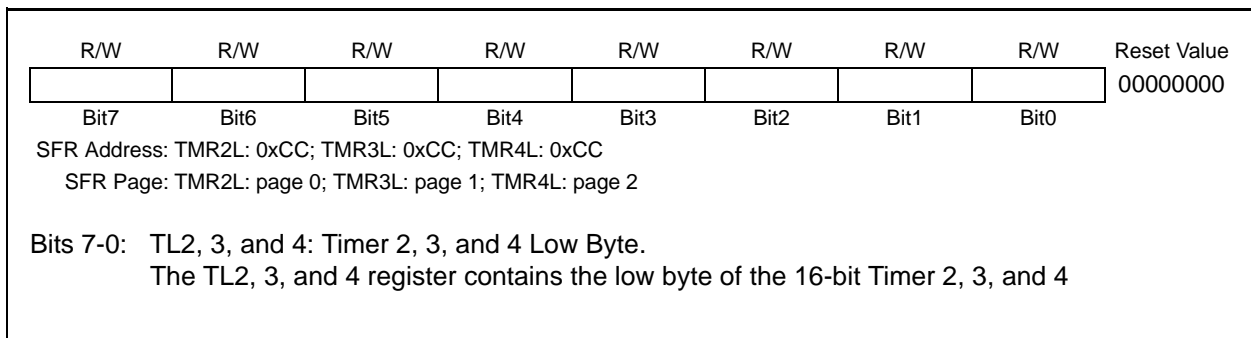 R/W R/W R/W R/W R/W R/W R/W R/W Reset Value
00000000
Bit7 Bit6 Bit5 Bit4 Bit3 Bit2 Bit1 Bit0
SFR Address: TMR2L: 0xCC; TMR3L: 0xCC; TMR4L: 0xCC
SFR Page: TMR2L: page 0; TMR3L: page 1; TMR4L: page 2
Bits 7-0: TL2, 3, and 4: Timer 2, 3, and 4 Low Byte.
The TL2, 3, and 4 register contains the low byte of the 16-bit Timer 2, 3, and 4